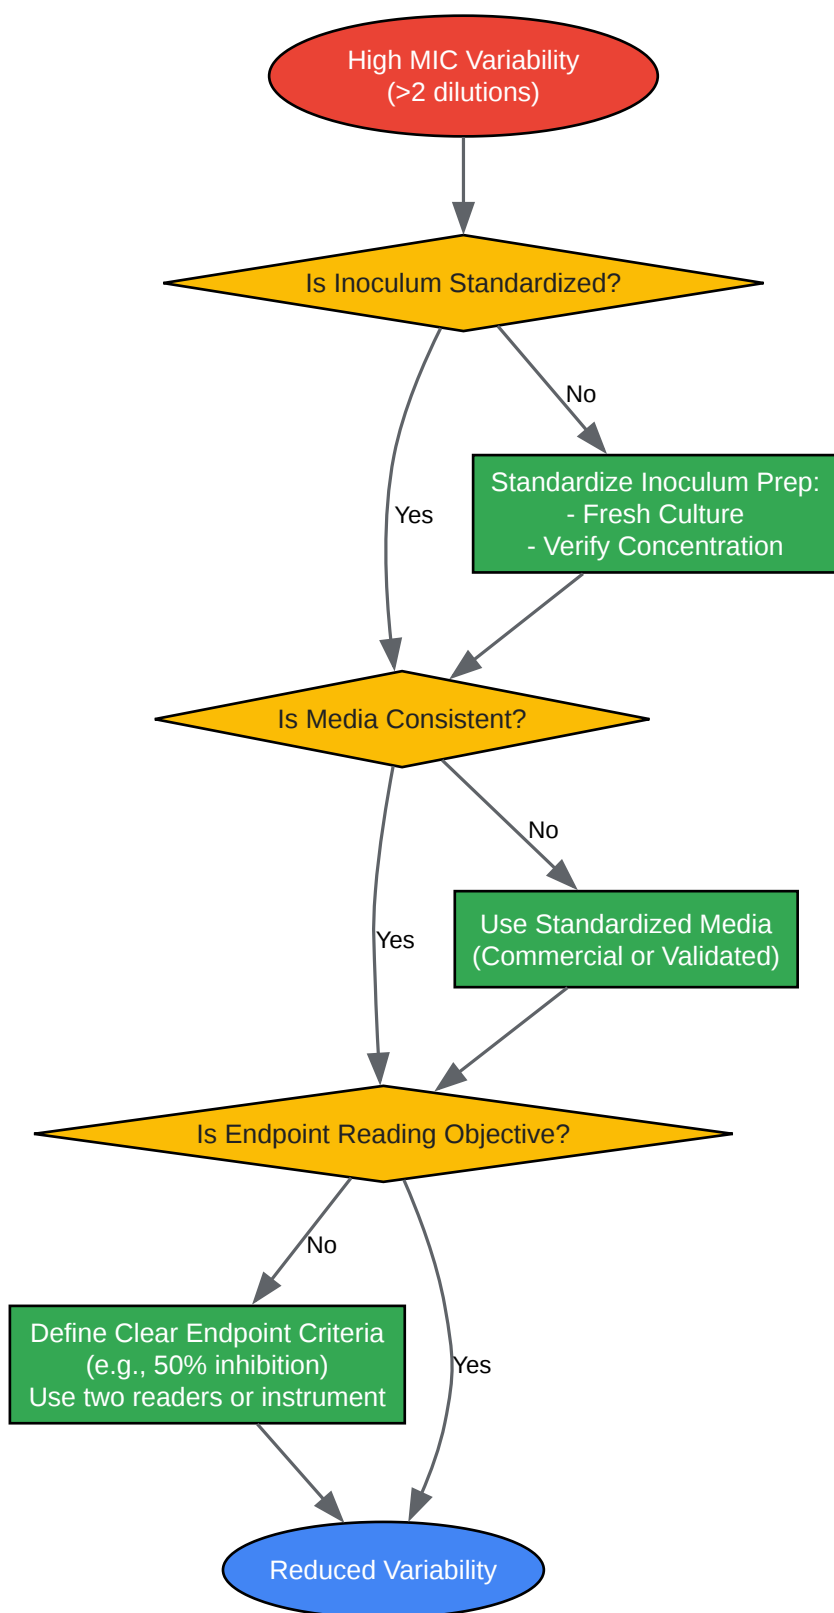 High MIC Variability
(>2 dilutions)
Is Inoculum Standardized?
No
Standardize Inoculum Prep:
- Fresh Culture
- Verify Concentration
Yes
Is Media Consistent?
No
Use Standardized Media
(Commercial or Validated)
Yes
Is Endpoint Reading Objective?
No
Define Clear Endpoint Criteria
(e.g., 50% inhibition)
Use two readers or instrument
Yes
Reduced Variability